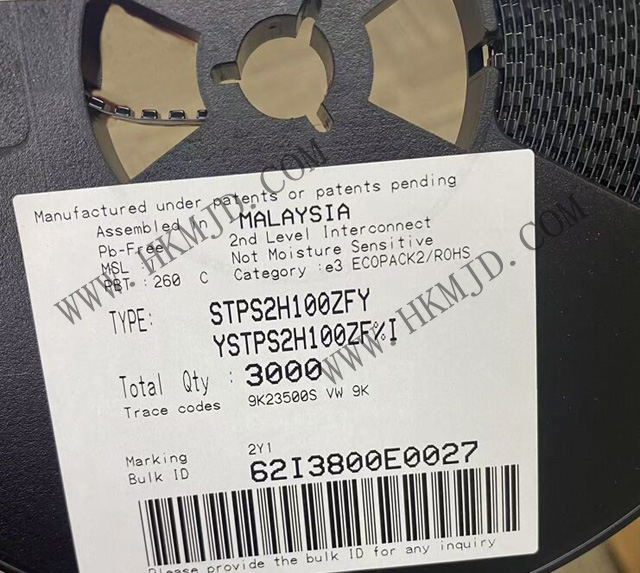 Manufactured under patents or patents pending
Assembled in : MALAYSIA
Pb-Free 2nd Level Interconnect
MSL : Not Moisture Sensitive
PBT : 260 C Category : e3 ECOPACK2/ROHS
TYPE: STPS2H100ZFY
YSTPS2H100ZF%I
Total Qty : 3000
Trace codes 9K23500S VW 9K
Marking 2Y1
Bulk ID 62I3800E0027
Please provide the bulk ID for any inquiry
WWW.HKMJD.COM
WWW.HKMJD.COM